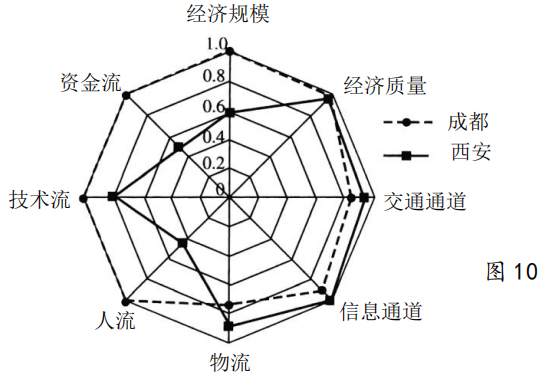 经济规模
1.0
0.8
0.6
0.4
0.2
0
资金流
经济质量
成都
西安
技术流
交通通道
图 10
人流
信息通道
物流